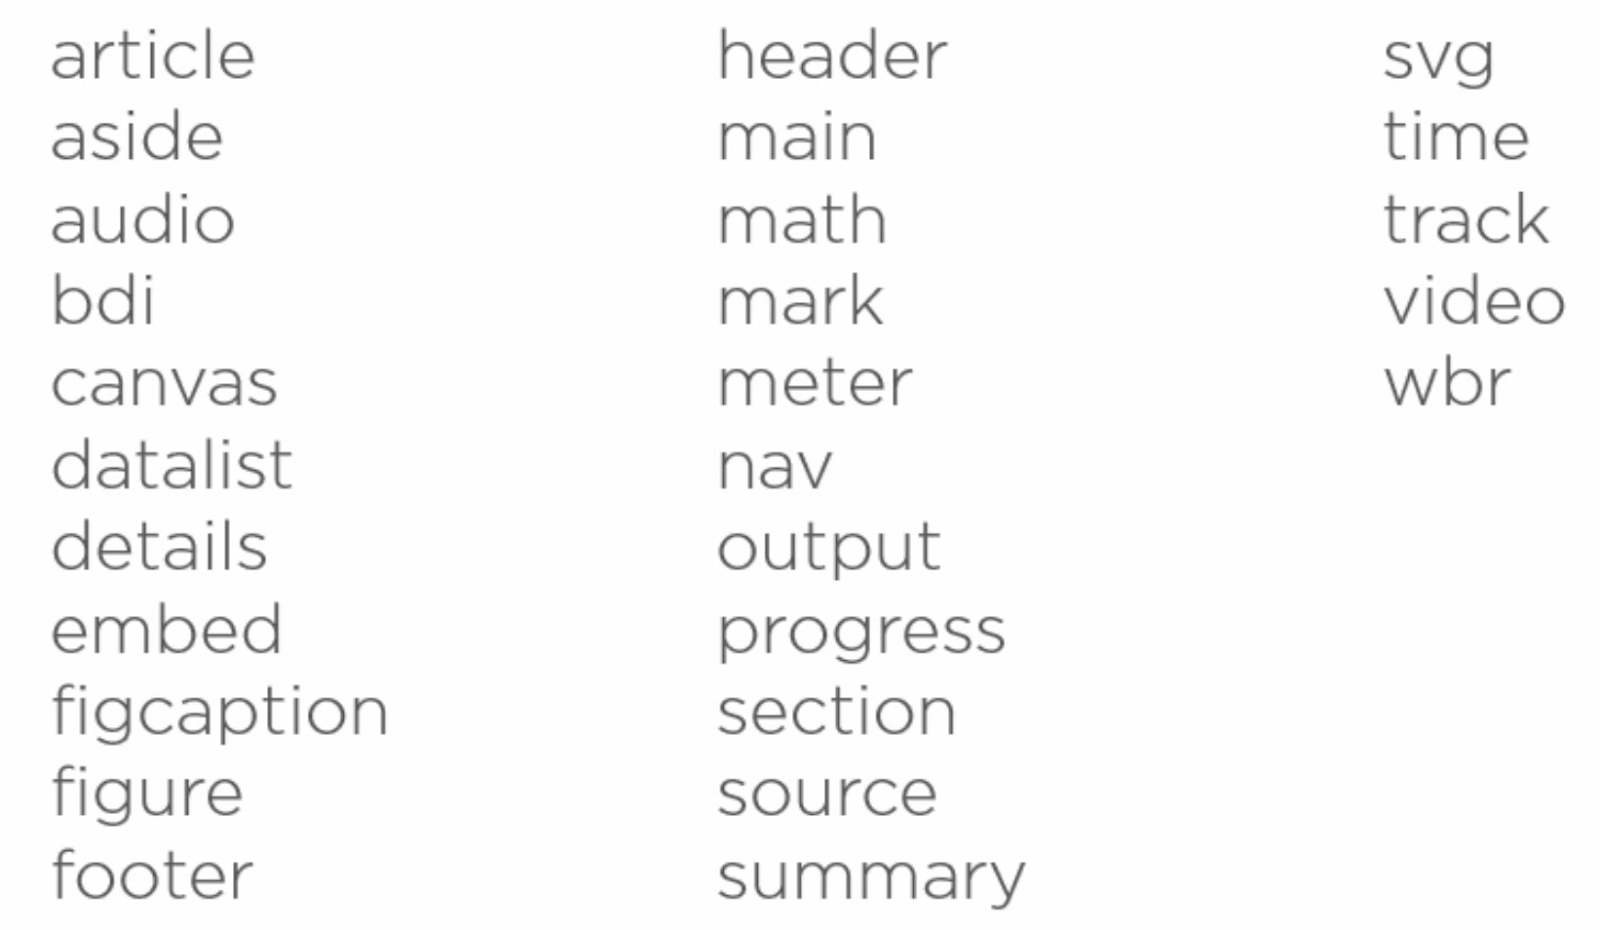 article
aside
audio
bdi
canvas
datalist
details
embed
figcaption
figure
footer
header
main
math
mark
meter
nav
output
progress
section
source
summary
svg
time
track
video
wbr